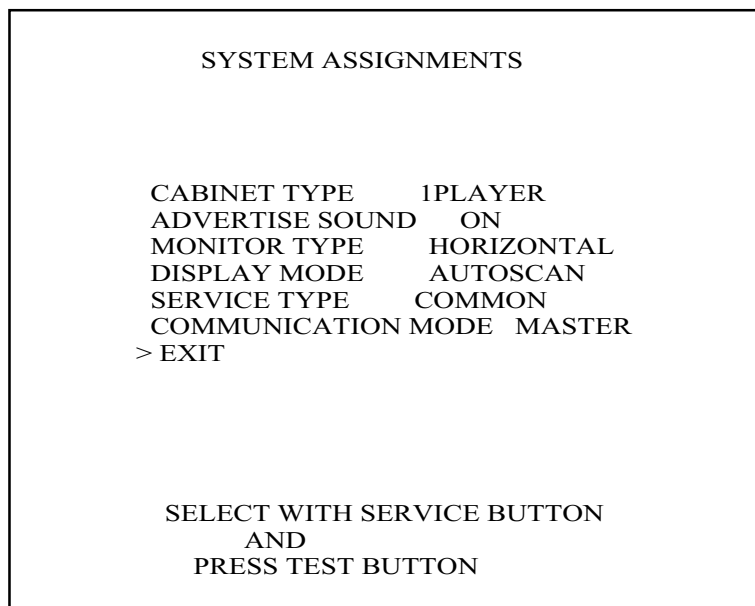 SYSTEM ASSIGNMENTS
CABINET TYPE 1PLAYER
ADVERTISE SOUND ON
MONITOR TYPE HORIZONTAL
DISPLAY MODE AUTOSCAN
SERVICE TYPE COMMON
COMMUNICATION MODE MASTER
> EXIT
SELECT WITH SERVICE BUTTON
AND
PRESS TEST BUTTON